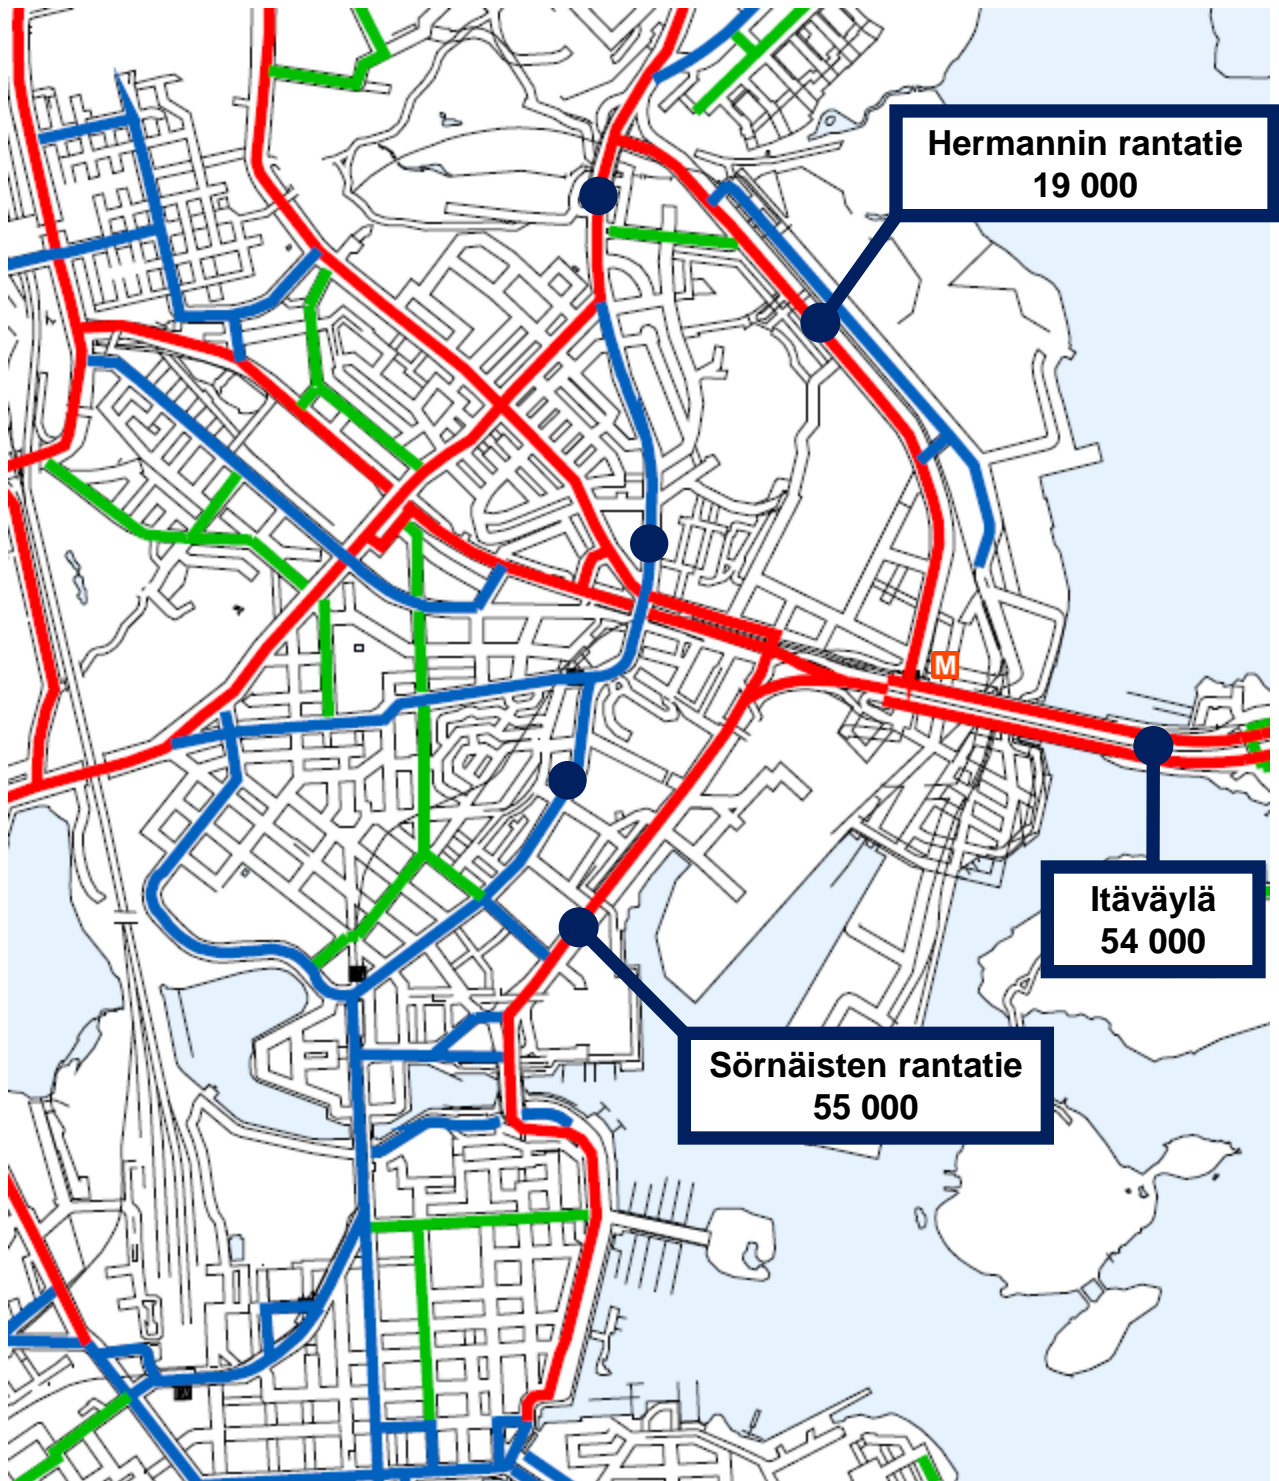 Hermannin rantatie
19 000
M
Itäväylä
54 000
Sörnäisten rantatie
55 000